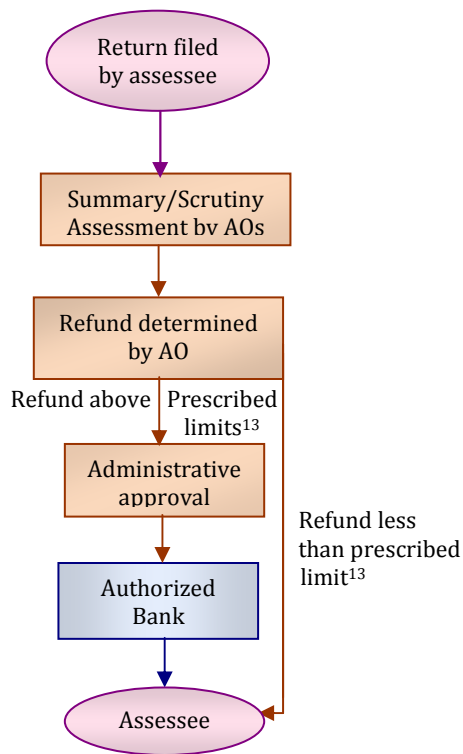 Return filed
by assessee
Summary/Scrutiny
Assessment by AOs
Refund determined
by AO
Refund above Prescribed
limits¹³
Administrative
approval
Refund less
than prescribed
limit¹³
Authorized
Bank
Assessee